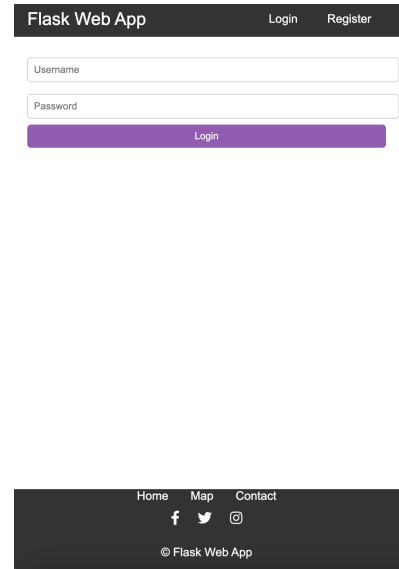 Flask Web App Login Register
Username
Password
Login
Home Map Contact
© Flask Web App